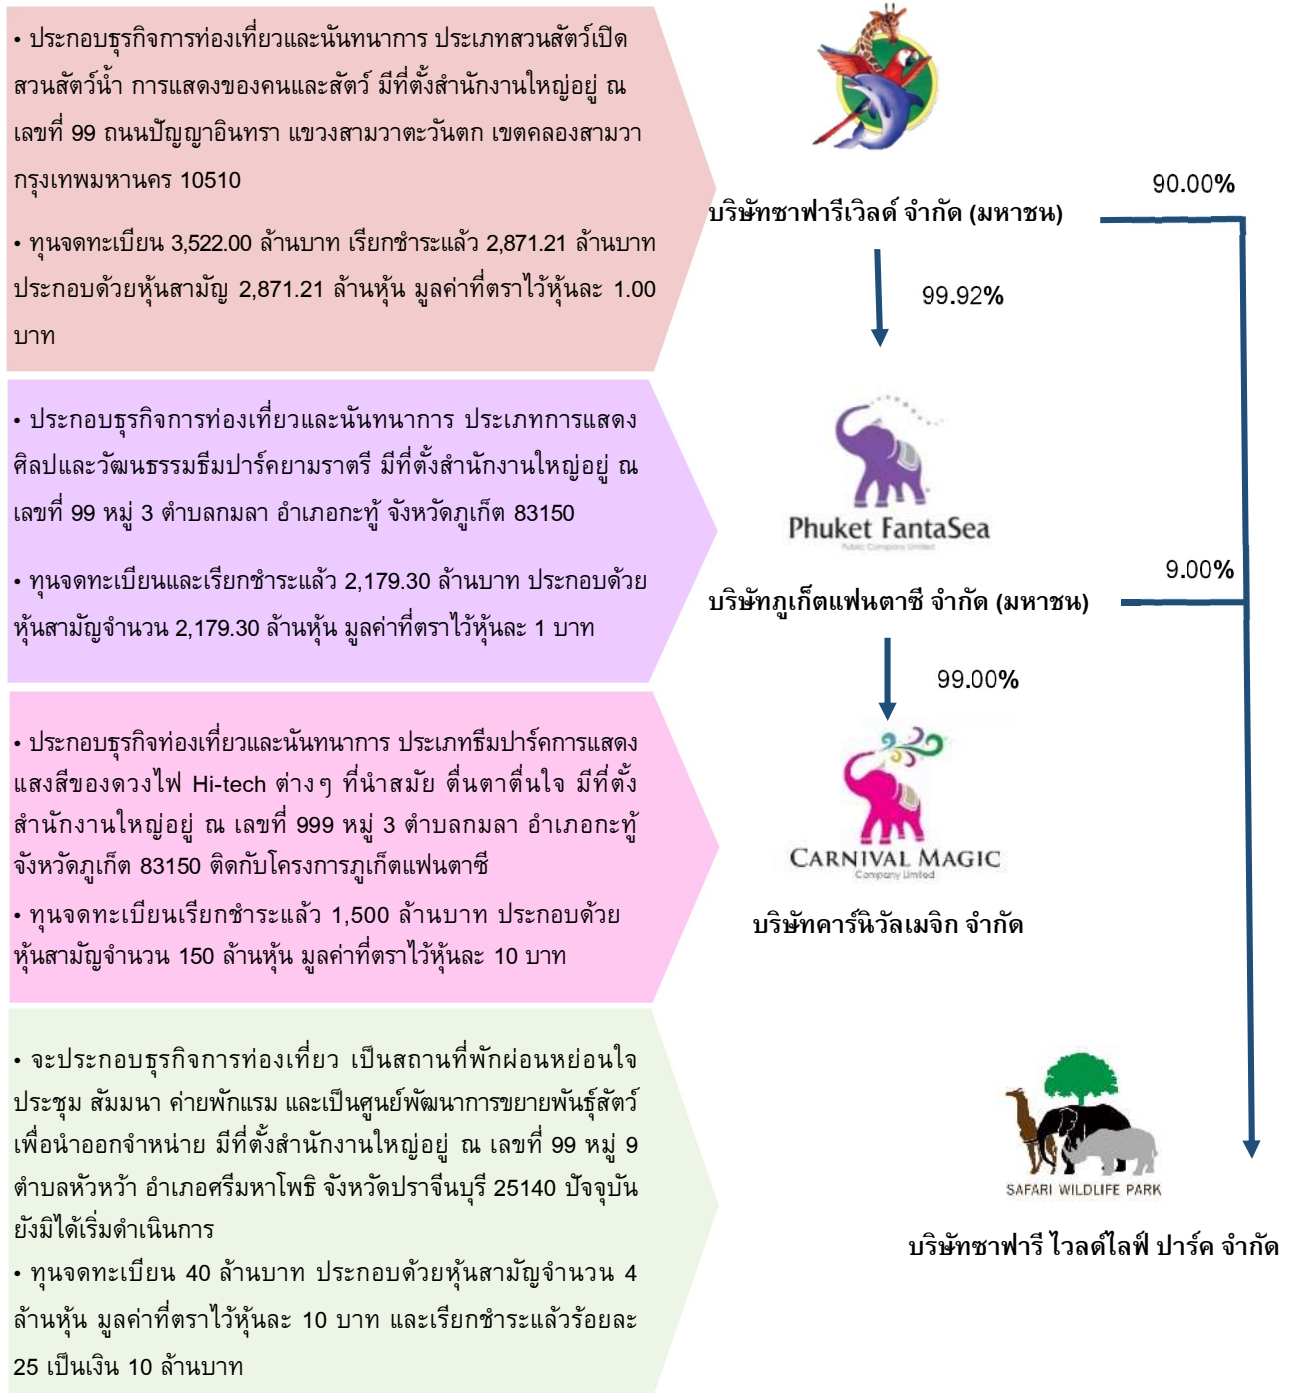 • ประกอบธุรกิจการท่องเที่ยวและนันทนาการ ประเภทสวนสัตว์เปิด
สวนสัตว์น้ำ การแสดงของคนและสัตว์ มีที่ตั้งสำนักงานใหญ่อยู่ ณ
เลขที่ 99 ถนนปัญญาอินทรา แขวงสามวาตะวันตก เขตคลองสามวา
กรุงเทพมหานคร 10510
• ทุนจดทะเบียน 3,522.00 ล้านบาท เรียกชำระแล้ว 2,871.21 ล้านบาท
ประกอบด้วยหุ้นสามัญ 2,871.21 ล้านหุ้น มูลค่าที่ตราไว้หุ้นละ 1.00
บาท
บริษัทซาฟารีเวิลด์ จำกัด (มหาชน)
90.00%
99.92%
• ประกอบธุรกิจการท่องเที่ยวและนันทนาการ ประเภทการแสดง
ศิลปและวัฒนธรรมธีมปาร์คยามราตรี มีที่ตั้งสำนักงานใหญ่อยู่ ณ
เลขที่ 99 หมู่ 3 ตำบลกมลา อำเภอกะทู้ จังหวัดภูเก็ต 83150
• ทุนจดทะเบียนและเรียกชำระแล้ว 2,179.30 ล้านบาท ประกอบด้วย
หุ้นสามัญจำนวน 2,179.30 ล้านหุ้น มูลค่าที่ตราไว้หุ้นละ 1 บาท
Phuket FantaSea
Public Company Limited
บริษัทภูเก็ตแฟนตาซี จำกัด (มหาชน)
9.00%
99.00%
• ประกอบธุรกิจท่องเที่ยวและนันทนาการ ประเภทธีมปาร์คการแสดง
แสงสีของดวงไฟ Hi-tech ต่างๆ ที่นำสมัย ตื่นตาตื่นใจ มีที่ตั้ง
สำนักงานใหญ่อยู่ ณ เลขที่ 999 หมู่ 3 ตำบลกมลา อำเภอกะทู้
จังหวัดภูเก็ต 83150 ติดกับโครงการภูเก็ตแฟนตาซี
• ทุนจดทะเบียนเรียกชำระแล้ว 1,500 ล้านบาท ประกอบด้วย
หุ้นสามัญจำนวน 150 ล้านหุ้น มูลค่าที่ตราไว้หุ้นละ 10 บาท
CARNIVAL MAGIC
Company Limited
บริษัทคาร์นิวัลเมจิก จำกัด
• จะประกอบธุรกิจการท่องเที่ยว เป็นสถานที่พักผ่อนหย่อนใจ
ประชุม สัมมนา ค่ายพักแรม และเป็นศูนย์พัฒนาการขยายพันธุ์สัตว์
เพื่อนำออกจำหน่าย มีที่ตั้งสำนักงานใหญ่อยู่ ณ เลขที่ 99 หมู่ 9
ตำบลหัวหว้า อำเภอศรีมหาโพธิ จังหวัดปราจีนบุรี 25140 ปัจจุบัน
ยังมิได้เริ่มดำเนินการ
• ทุนจดทะเบียน 40 ล้านบาท ประกอบด้วยหุ้นสามัญจำนวน 4
ล้านหุ้น มูลค่าที่ตราไว้หุ้นละ 10 บาท และเรียกชำระแล้วร้อยละ
25 เป็นเงิน 10 ล้านบาท
SAFARI WILDLIFE PARK
บริษัทซาฟารี ไวลด์ไลฟ์ ปาร์ค จำกัด